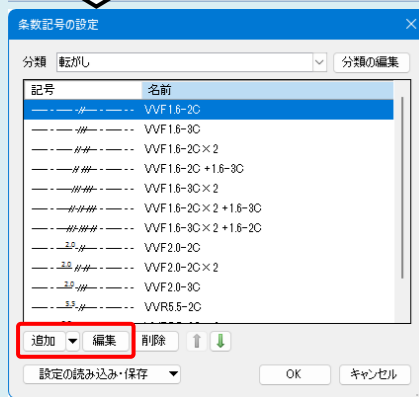 条数記号の設定
分類 転がし 分類の編集
記号 名前
VVF1.6-2C
VVF1.6-3C
VVF1.6-2C×2
VVF1.6-2C +1.6-3C
VVF1.6-3C×2
VVF1.6-2C×2 +1.6-3C
VVF1.6-3C×2 +1.6-2C
2.0 VVF2.0-2C
2.0 VVF2.0-2C×2
2.0 VVF2.0-3C
5.5 VVR5.5-2C
追加 編集 削除
設定の読み込み・保存 OK キャンセル